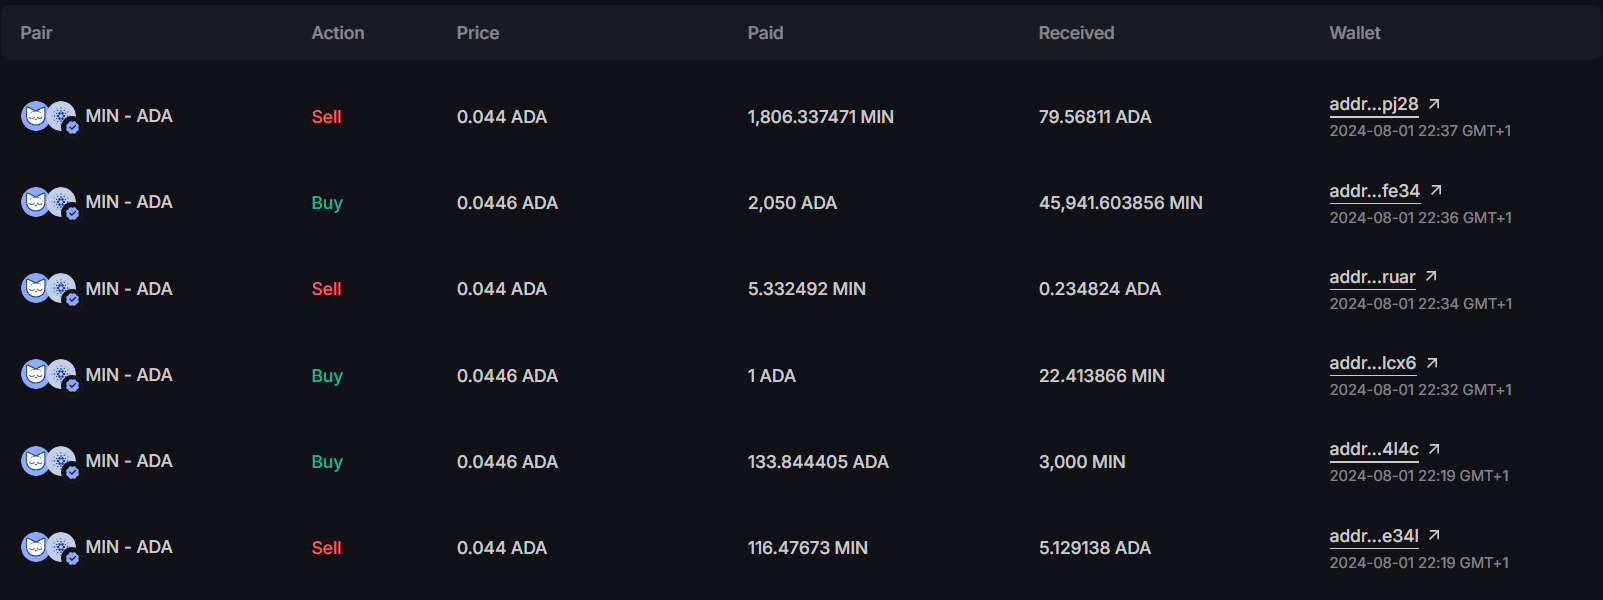 Pair Action Price Paid Received Wallet
MIN - ADA Sell 0.044 ADA 1,806.337471 MIN 79.56811 ADA addr...pj28
2024-08-01 22:37 GMT+1
MIN - ADA Buy 0.0446 ADA 2,050 ADA 45,941.603856 MIN addr...fe34
2024-08-01 22:36 GMT+1
MIN - ADA Sell 0.044 ADA 5.332492 MIN 0.234824 ADA addr...ruar
2024-08-01 22:34 GMT+1
MIN - ADA Buy 0.0446 ADA 1 ADA 22.413866 MIN addr...lcx6
2024-08-01 22:32 GMT+1
MIN - ADA Buy 0.0446 ADA 133.844405 ADA 3,000 MIN addr...4l4c
2024-08-01 22:19 GMT+1
MIN - ADA Sell 0.044 ADA 116.47673 MIN 5.129138 ADA addr...e34l
2024-08-01 22:19 GMT+1